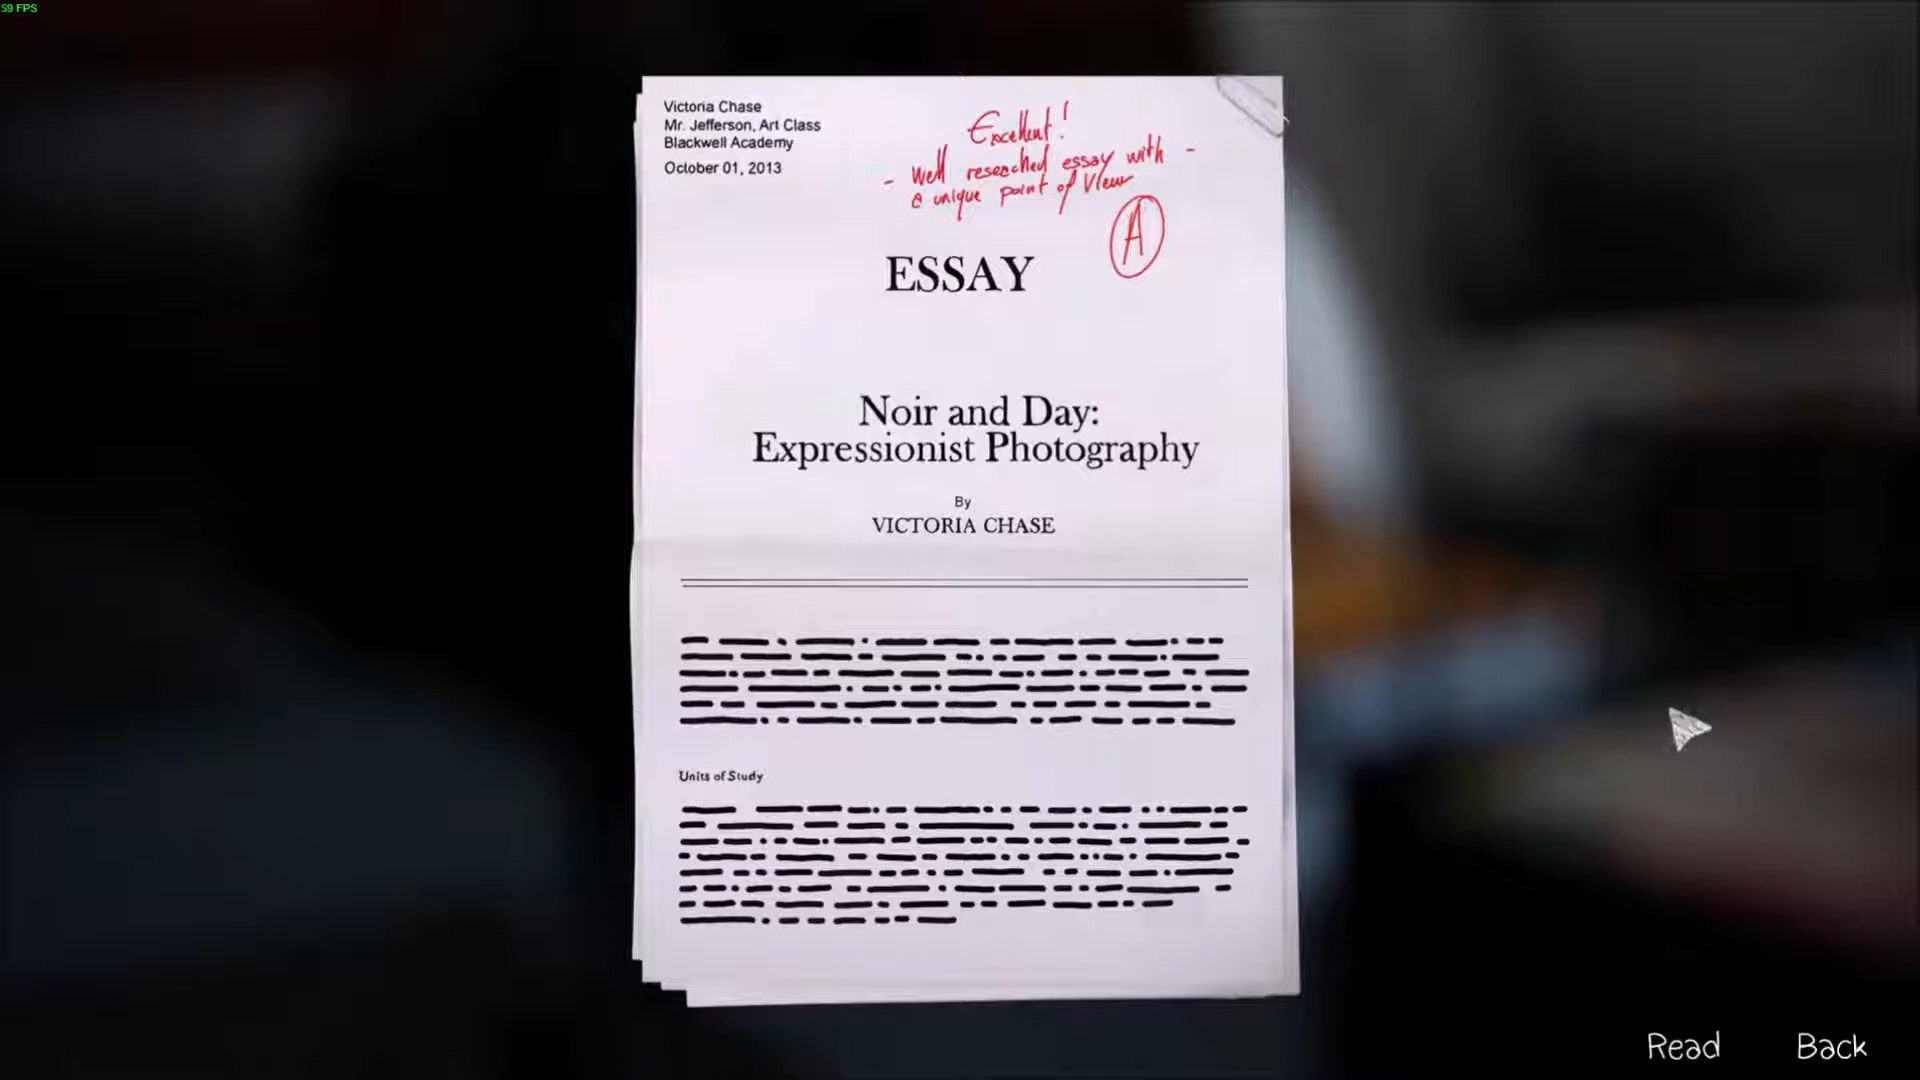 59 FPS
Victoria Chase
Mr. Jefferson, Art Class
Blackwell Academy
October 01, 2013
Excellent!
- Well reseached essay with -
a unique point of View
A
ESSAY
Noir and Day:
Expressionist Photography
By
VICTORIA CHASE
Units of Study
Read
Back